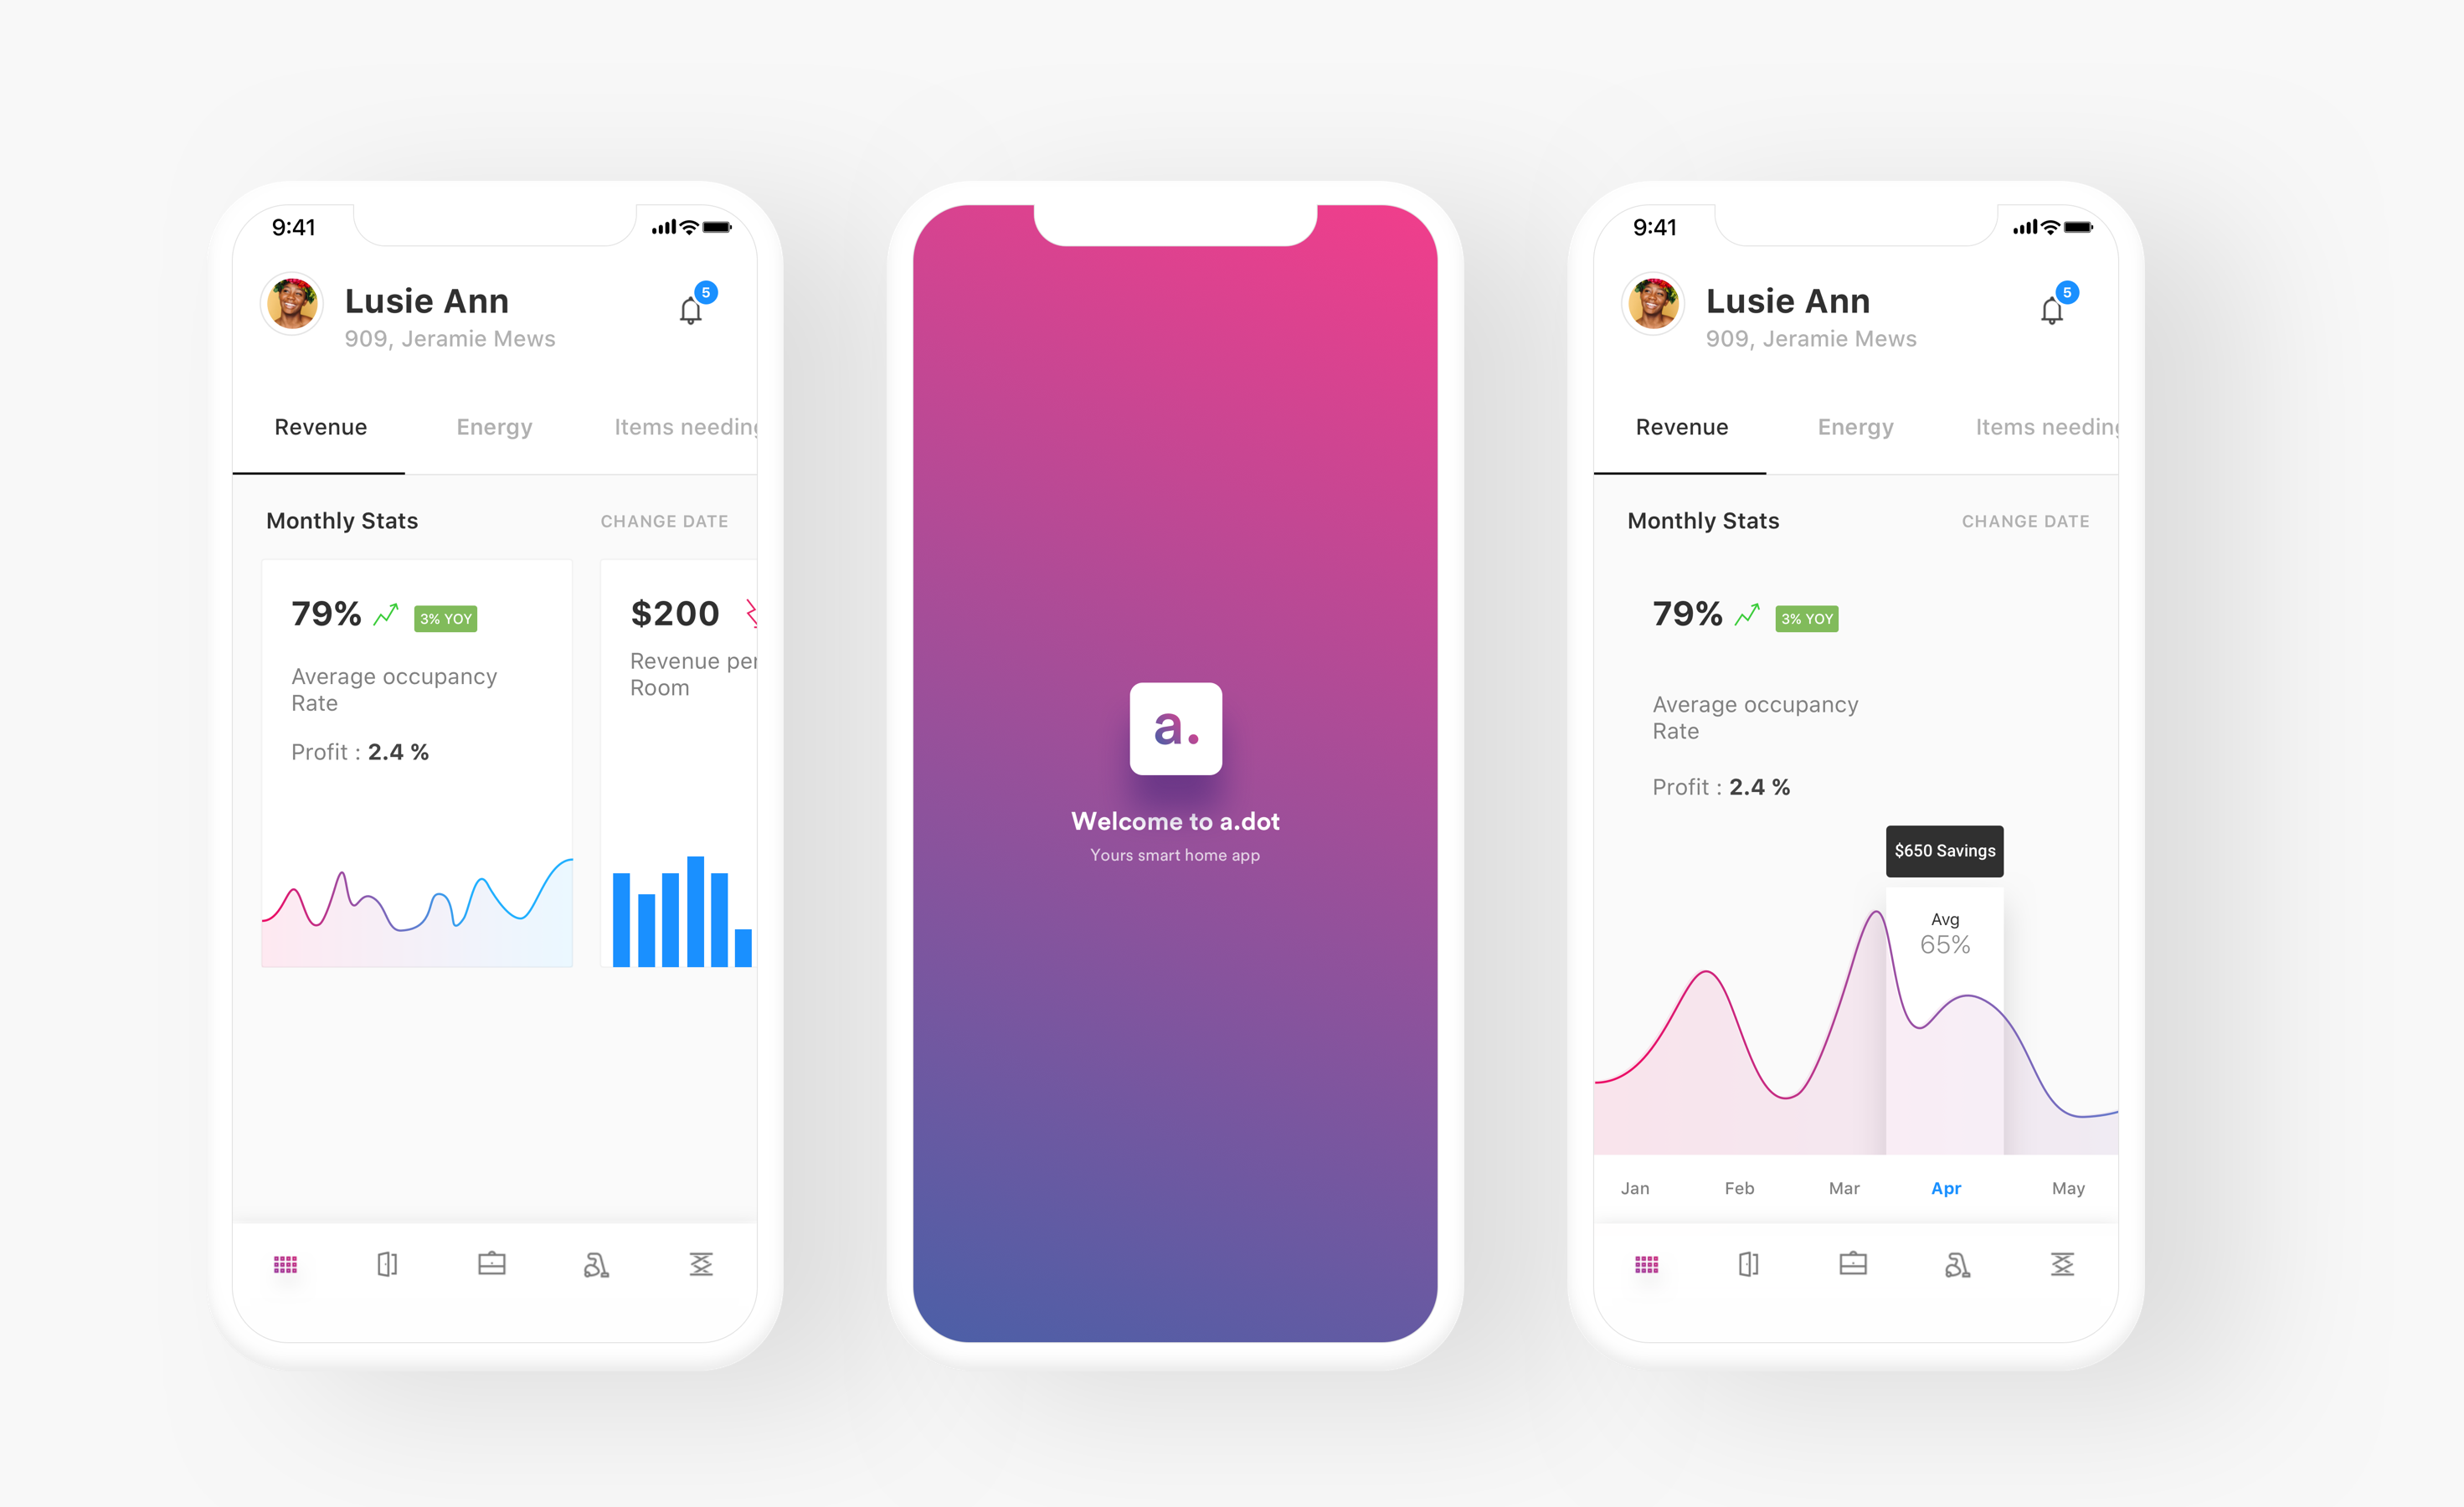 9:41
Lusie Ann
5
909, Jeramie Mews
Revenue Energy Items needing
Monthly Stats CHANGE DATE
79% 3% YOY
Average occupancy
Rate
Profit : 2.4 %
$200
Revenue per
Room
a.
Welcome to a.dot
Yours smart home app
9:41
Lusie Ann
5
909, Jeramie Mews
Revenue Energy Items needing
Monthly Stats CHANGE DATE
79% 3% YOY
Average occupancy
Rate
Profit : 2.4 %
$650 Savings
Avg
65%
Jan Feb Mar Apr May